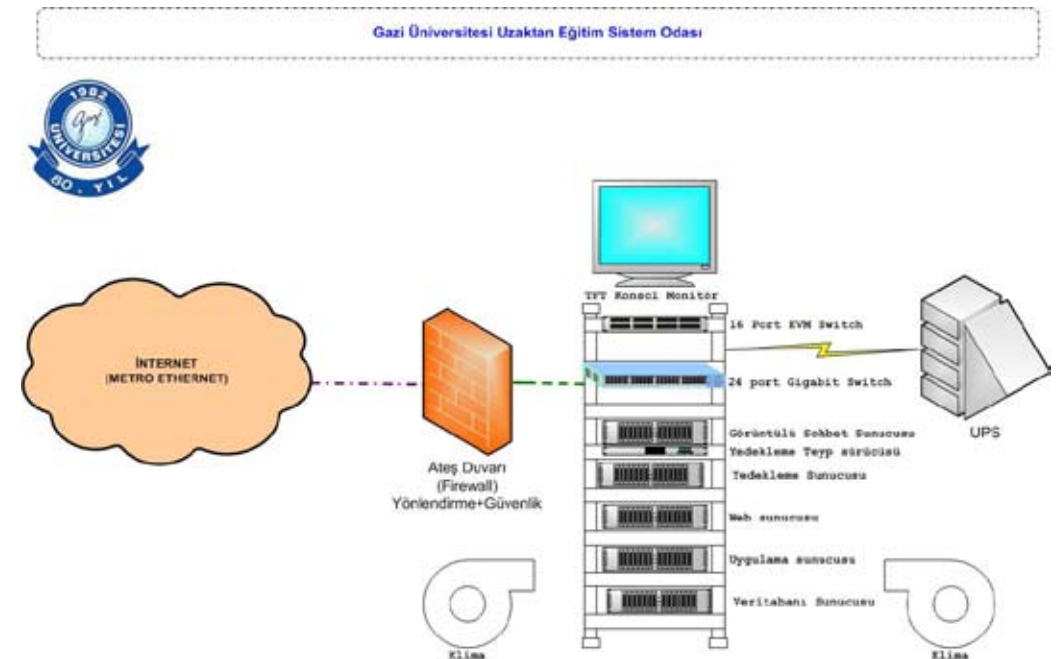 Gazi Üniversitesi Uzaktan Eğitim Sistem Odası
1982
Gazi
ÜNİVERSİTESİ
80. YIL
TFT Konsol Monitör
16 Port KVM Switch
İNTERNET
(METRO ETHERNET)
24 port Gigabit Switch
UPS
Görüntülü Sohbet Sunucusu
Yedekleme Teyp sürücüsü
Ateş Duvarı
(Firewall)
Yönlendirme+Güvenlik
Yedekleme Sunucusu
Web sunucusu
Uygulama sunucusu
Veritabanı Sunucusu
Klima
Klima